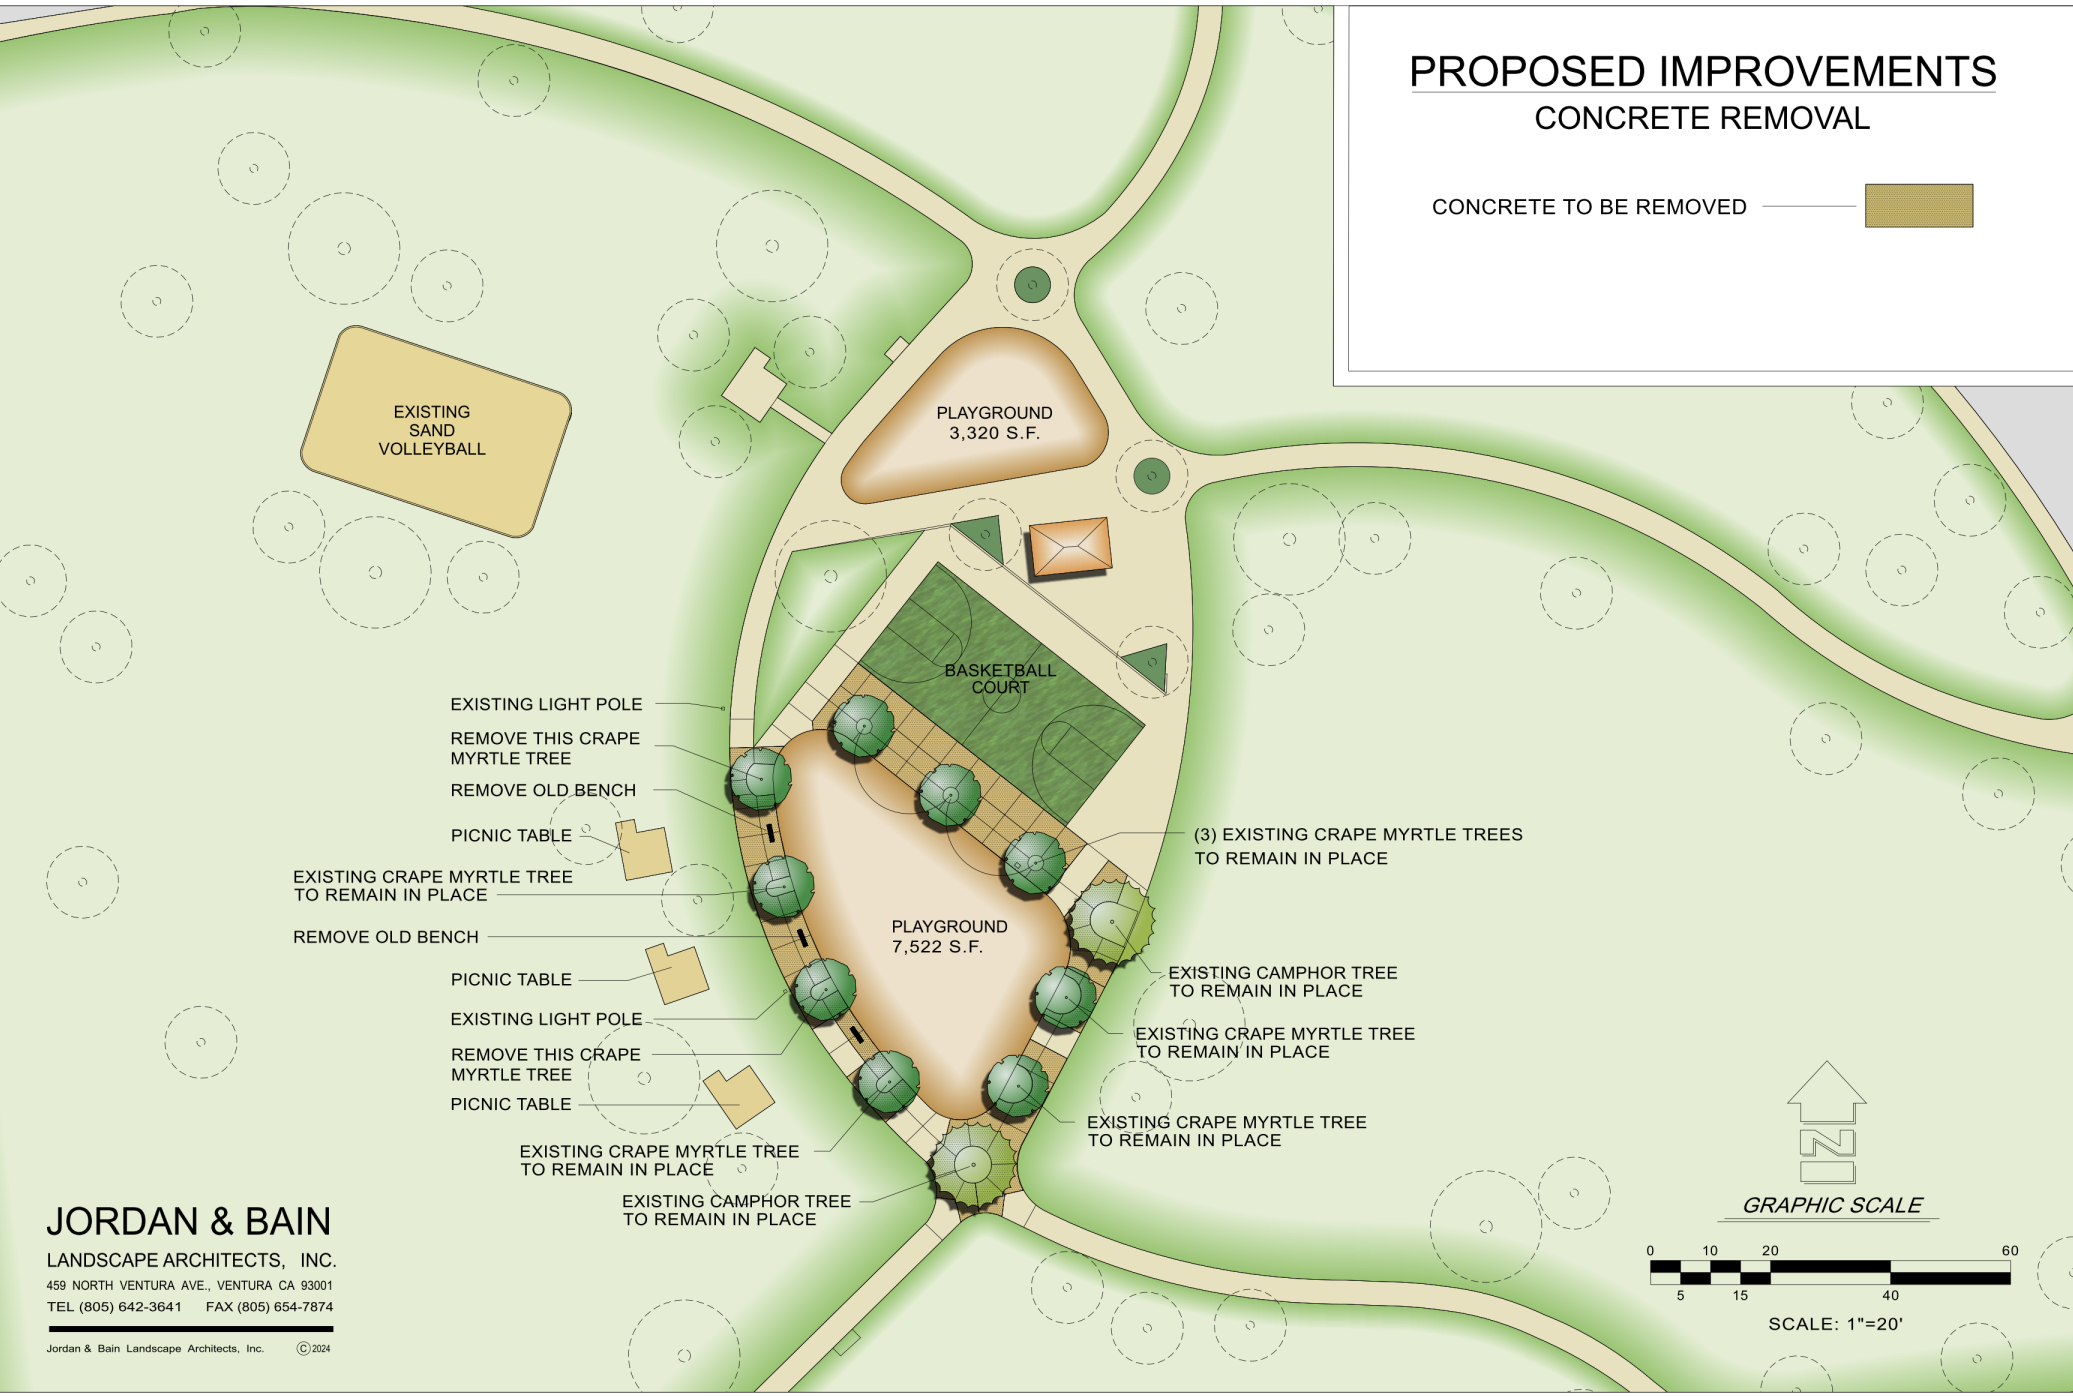 PROPOSED IMPROVEMENTS
CONCRETE REMOVAL
CONCRETE TO BE REMOVED
EXISTING
SAND
VOLLEYBALL
PLAYGROUND
3,320 S.F.
BASKETBALL
COURT
EXISTING LIGHT POLE
REMOVE THIS CRAPE
MYRTLE TREE
REMOVE OLD BENCH
PICNIC TABLE
EXISTING CRAPE MYRTLE TREE
TO REMAIN IN PLACE
REMOVE OLD BENCH
PICNIC TABLE
EXISTING LIGHT POLE
REMOVE THIS CRAPE
MYRTLE TREE
PICNIC TABLE
EXISTING CRAPE MYRTLE TREE
TO REMAIN IN PLACE
EXISTING CAMPHOR TREE
TO REMAIN IN PLACE
PLAYGROUND
7,522 S.F.
(3) EXISTING CRAPE MYRTLE TREES
TO REMAIN IN PLACE
EXISTING CAMPHOR TREE
TO REMAIN IN PLACE
EXISTING CRAPE MYRTLE TREE
TO REMAIN IN PLACE
EXISTING CRAPE MYRTLE TREE
TO REMAIN IN PLACE
JORDAN & BAIN
LANDSCAPE ARCHITECTS, INC.
459 NORTH VENTURA AVE., VENTURA CA 93001
TEL (805) 642-3641 FAX (805) 654-7874
Jordan & Bain Landscape Architects, Inc. © 2024
N
GRAPHIC SCALE
0 10 20 60
5 15 40
SCALE: 1"=20'